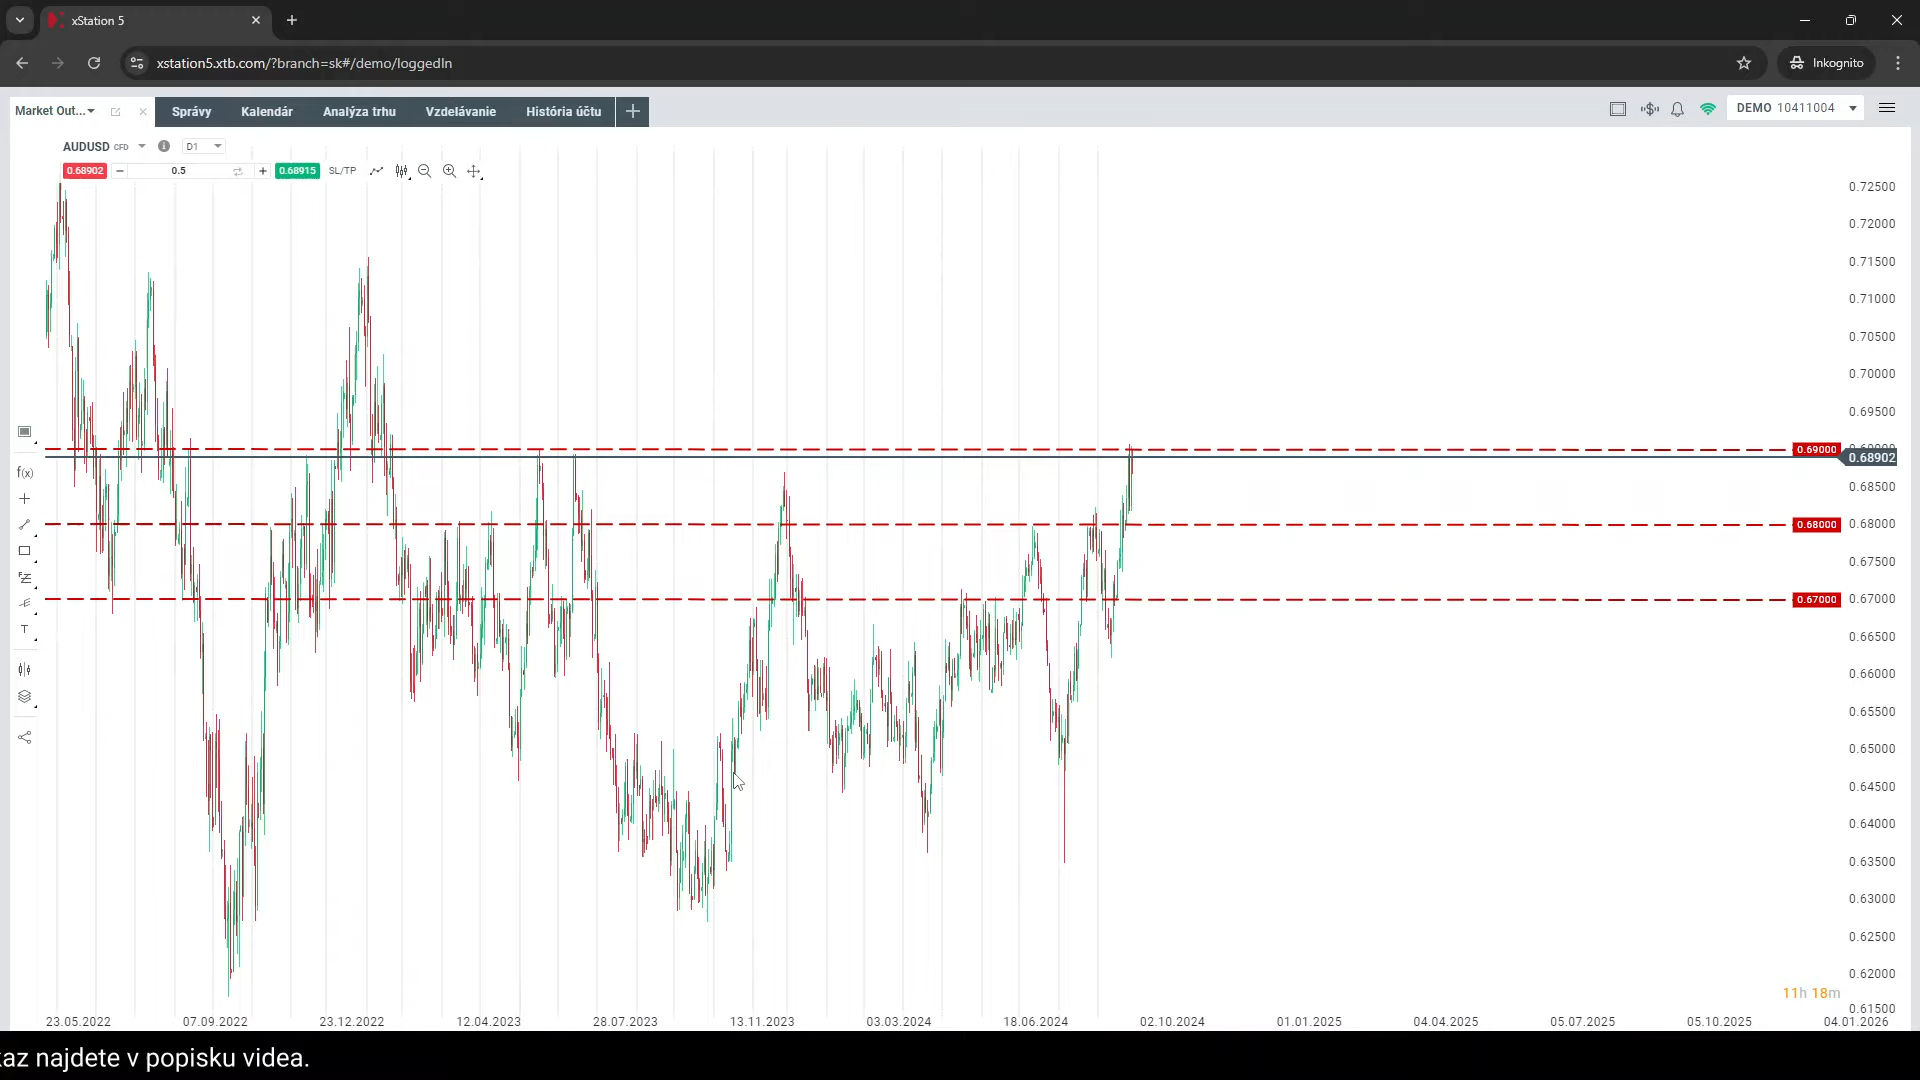 xStation 5
xstation5.xtb.com/?branch=sk#/demo/loggedIn
Inkognito
Market Out...
Správy
Kalendár
Analýza trhu
Vzdelávanie
História účtu
DEMO 10411004
AUDUSD CFD
D1
0.68902
0.5
0.68915
SL/TP
f(x)
T
0.72500
0.72000
0.71500
0.71000
0.70500
0.70000
0.69500
0.69000
0.69000
0.68902
0.68500
0.68000
0.68000
0.67500
0.67000
0.67000
0.66500
0.66000
0.65500
0.65000
0.64500
0.64000
0.63500
0.63000
0.62500
0.62000
11h 18m
0.61500
23.05.2022
07.09.2022
23.12.2022
12.04.2023
28.07.2023
13.11.2023
03.03.2024
18.06.2024
02.10.2024
01.01.2025
04.04.2025
05.07.2025
05.10.2025
04.01.2026
kaz najdete v popisku videa.